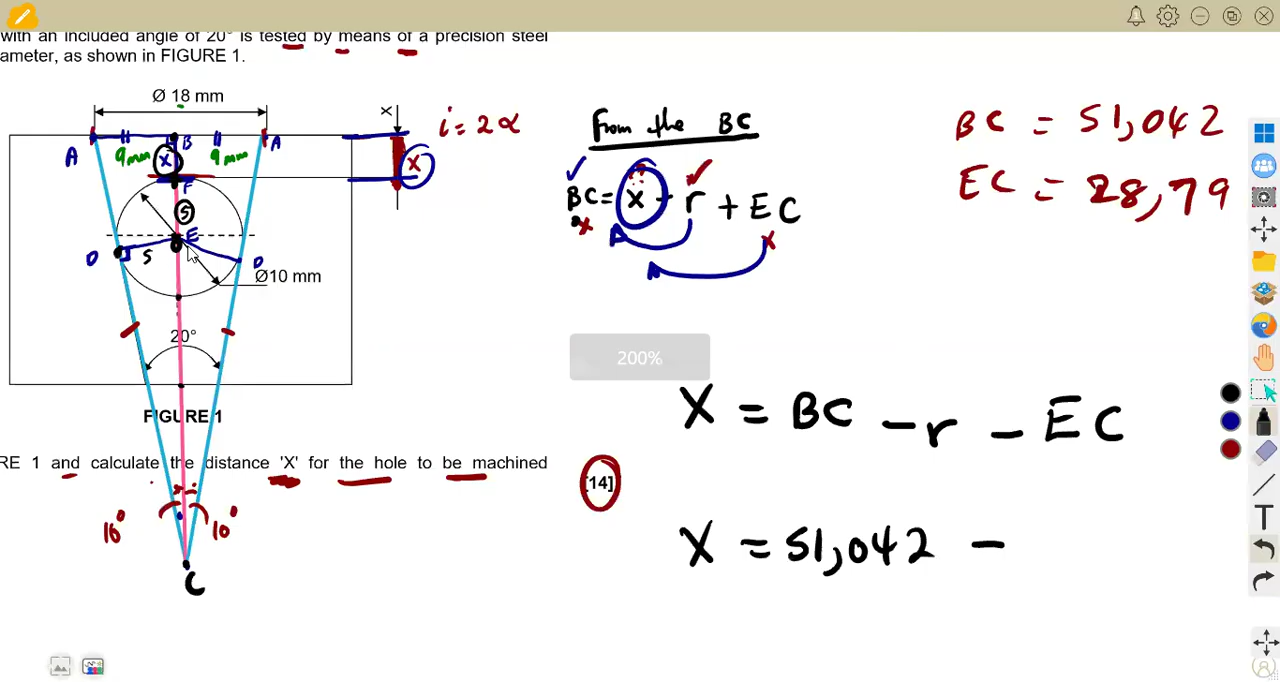 with an included angle of 20° is tested by means of a precision steel
ameter, as shown in FIGURE 1.
Ø 18 mm
X
i = 2α
A
9mm
B
9mm
A
X
X
F
5
E
D
5
D
Ø10 mm
20°
FIGURE 1
RE 1 and calculate the distance 'X' for the hole to be machined
[14]
10°
10°
C
From the BC
BC = X + r + EC
BC = 51,042
EC = 28,79
200%
X = BC - r - EC
X = 51,042 -
T